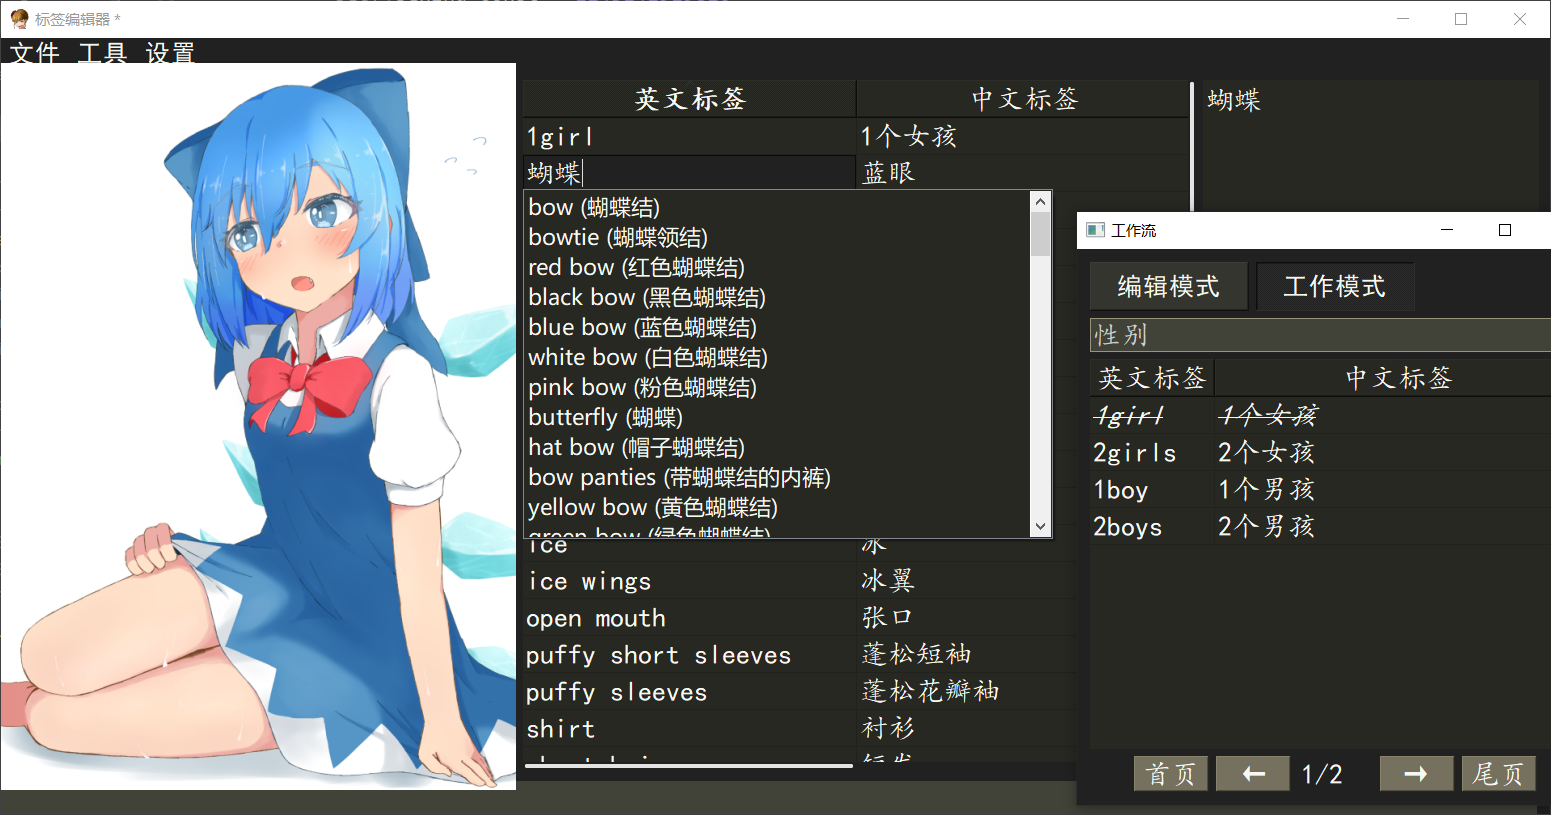 标签编辑器 *
文件 工具 设置
英文标签 中文标签
1girl 1个女孩
蝴蝶 蓝眼
bow (蝴蝶结)
bowtie (蝴蝶领结)
red bow (红色蝴蝶结)
black bow (黑色蝴蝶结)
blue bow (蓝色蝴蝶结)
white bow (白色蝴蝶结)
pink bow (粉色蝴蝶结)
butterfly (蝴蝶)
hat bow (帽子蝴蝶结)
bow panties (带蝴蝶结的内裤)
yellow bow (黄色蝴蝶结)
green bow (绿色蝴蝶结)
ice 冰
ice wings 冰翼
open mouth 张口
puffy short sleeves 蓬松短袖
puffy sleeves 蓬松花瓣袖
shirt 衬衫
蝴蝶
工作流
编辑模式 工作模式
性别
英文标签 中文标签
1girl 1个女孩
2girls 2个女孩
1boy 1个男孩
2boys 2个男孩
首页 ← 1/2 → 尾页